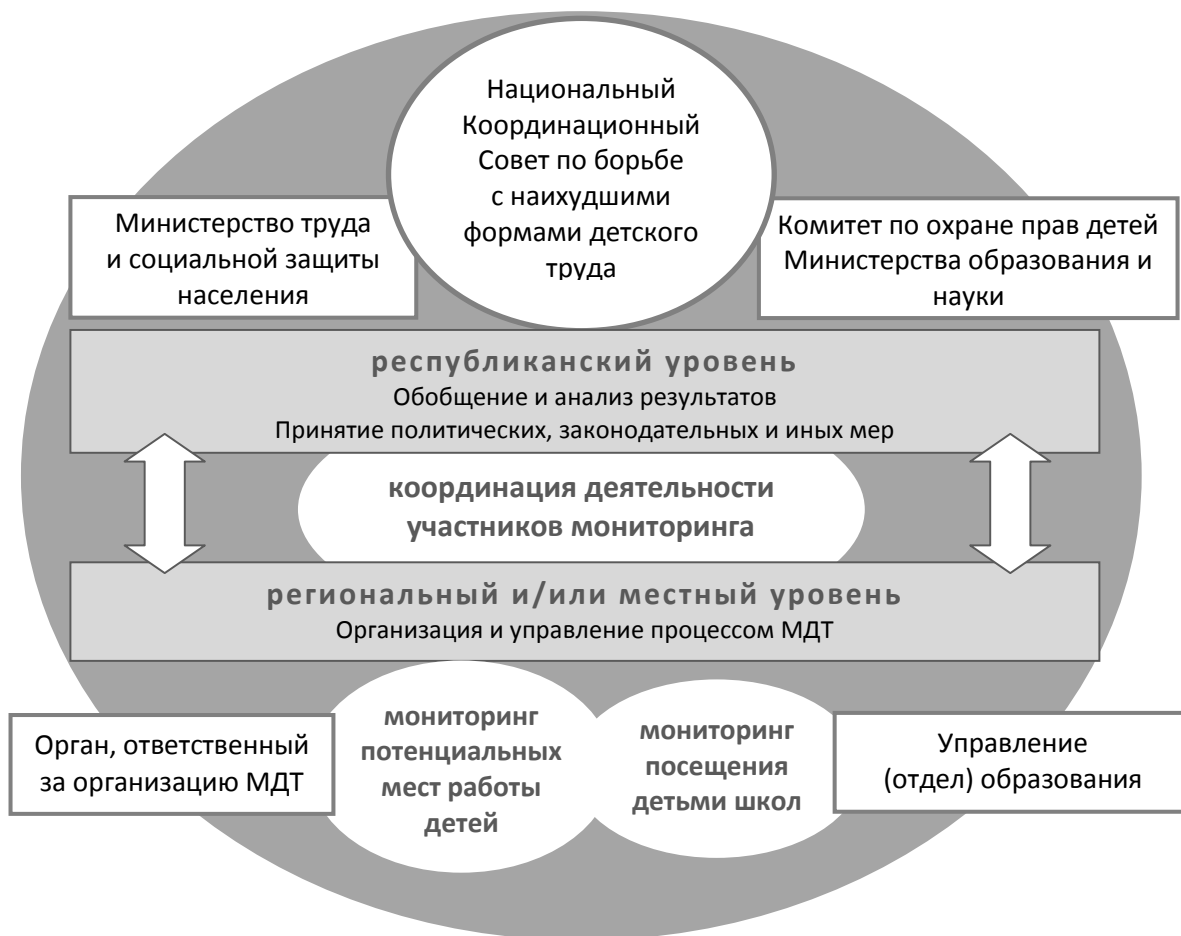 Национальный
Координационный
Совет по борьбе
с наихудшими
формами детского
труда
Министерство труда
и социальной защиты
населения
Комитет по охране прав детей
Министерства образования и
науки
республиканский уровень
Обобщение и анализ результатов
Принятие политических, законодательных и иных мер
координация деятельности
участников мониторинга
региональный и/или местный уровень
Организация и управление процессом МДТ
Орган, ответственный
за организацию МДТ
мониторинг
потенциальных
мест работы
детей
мониторинг
посещения
детьми школ
Управление
(отдел) образования